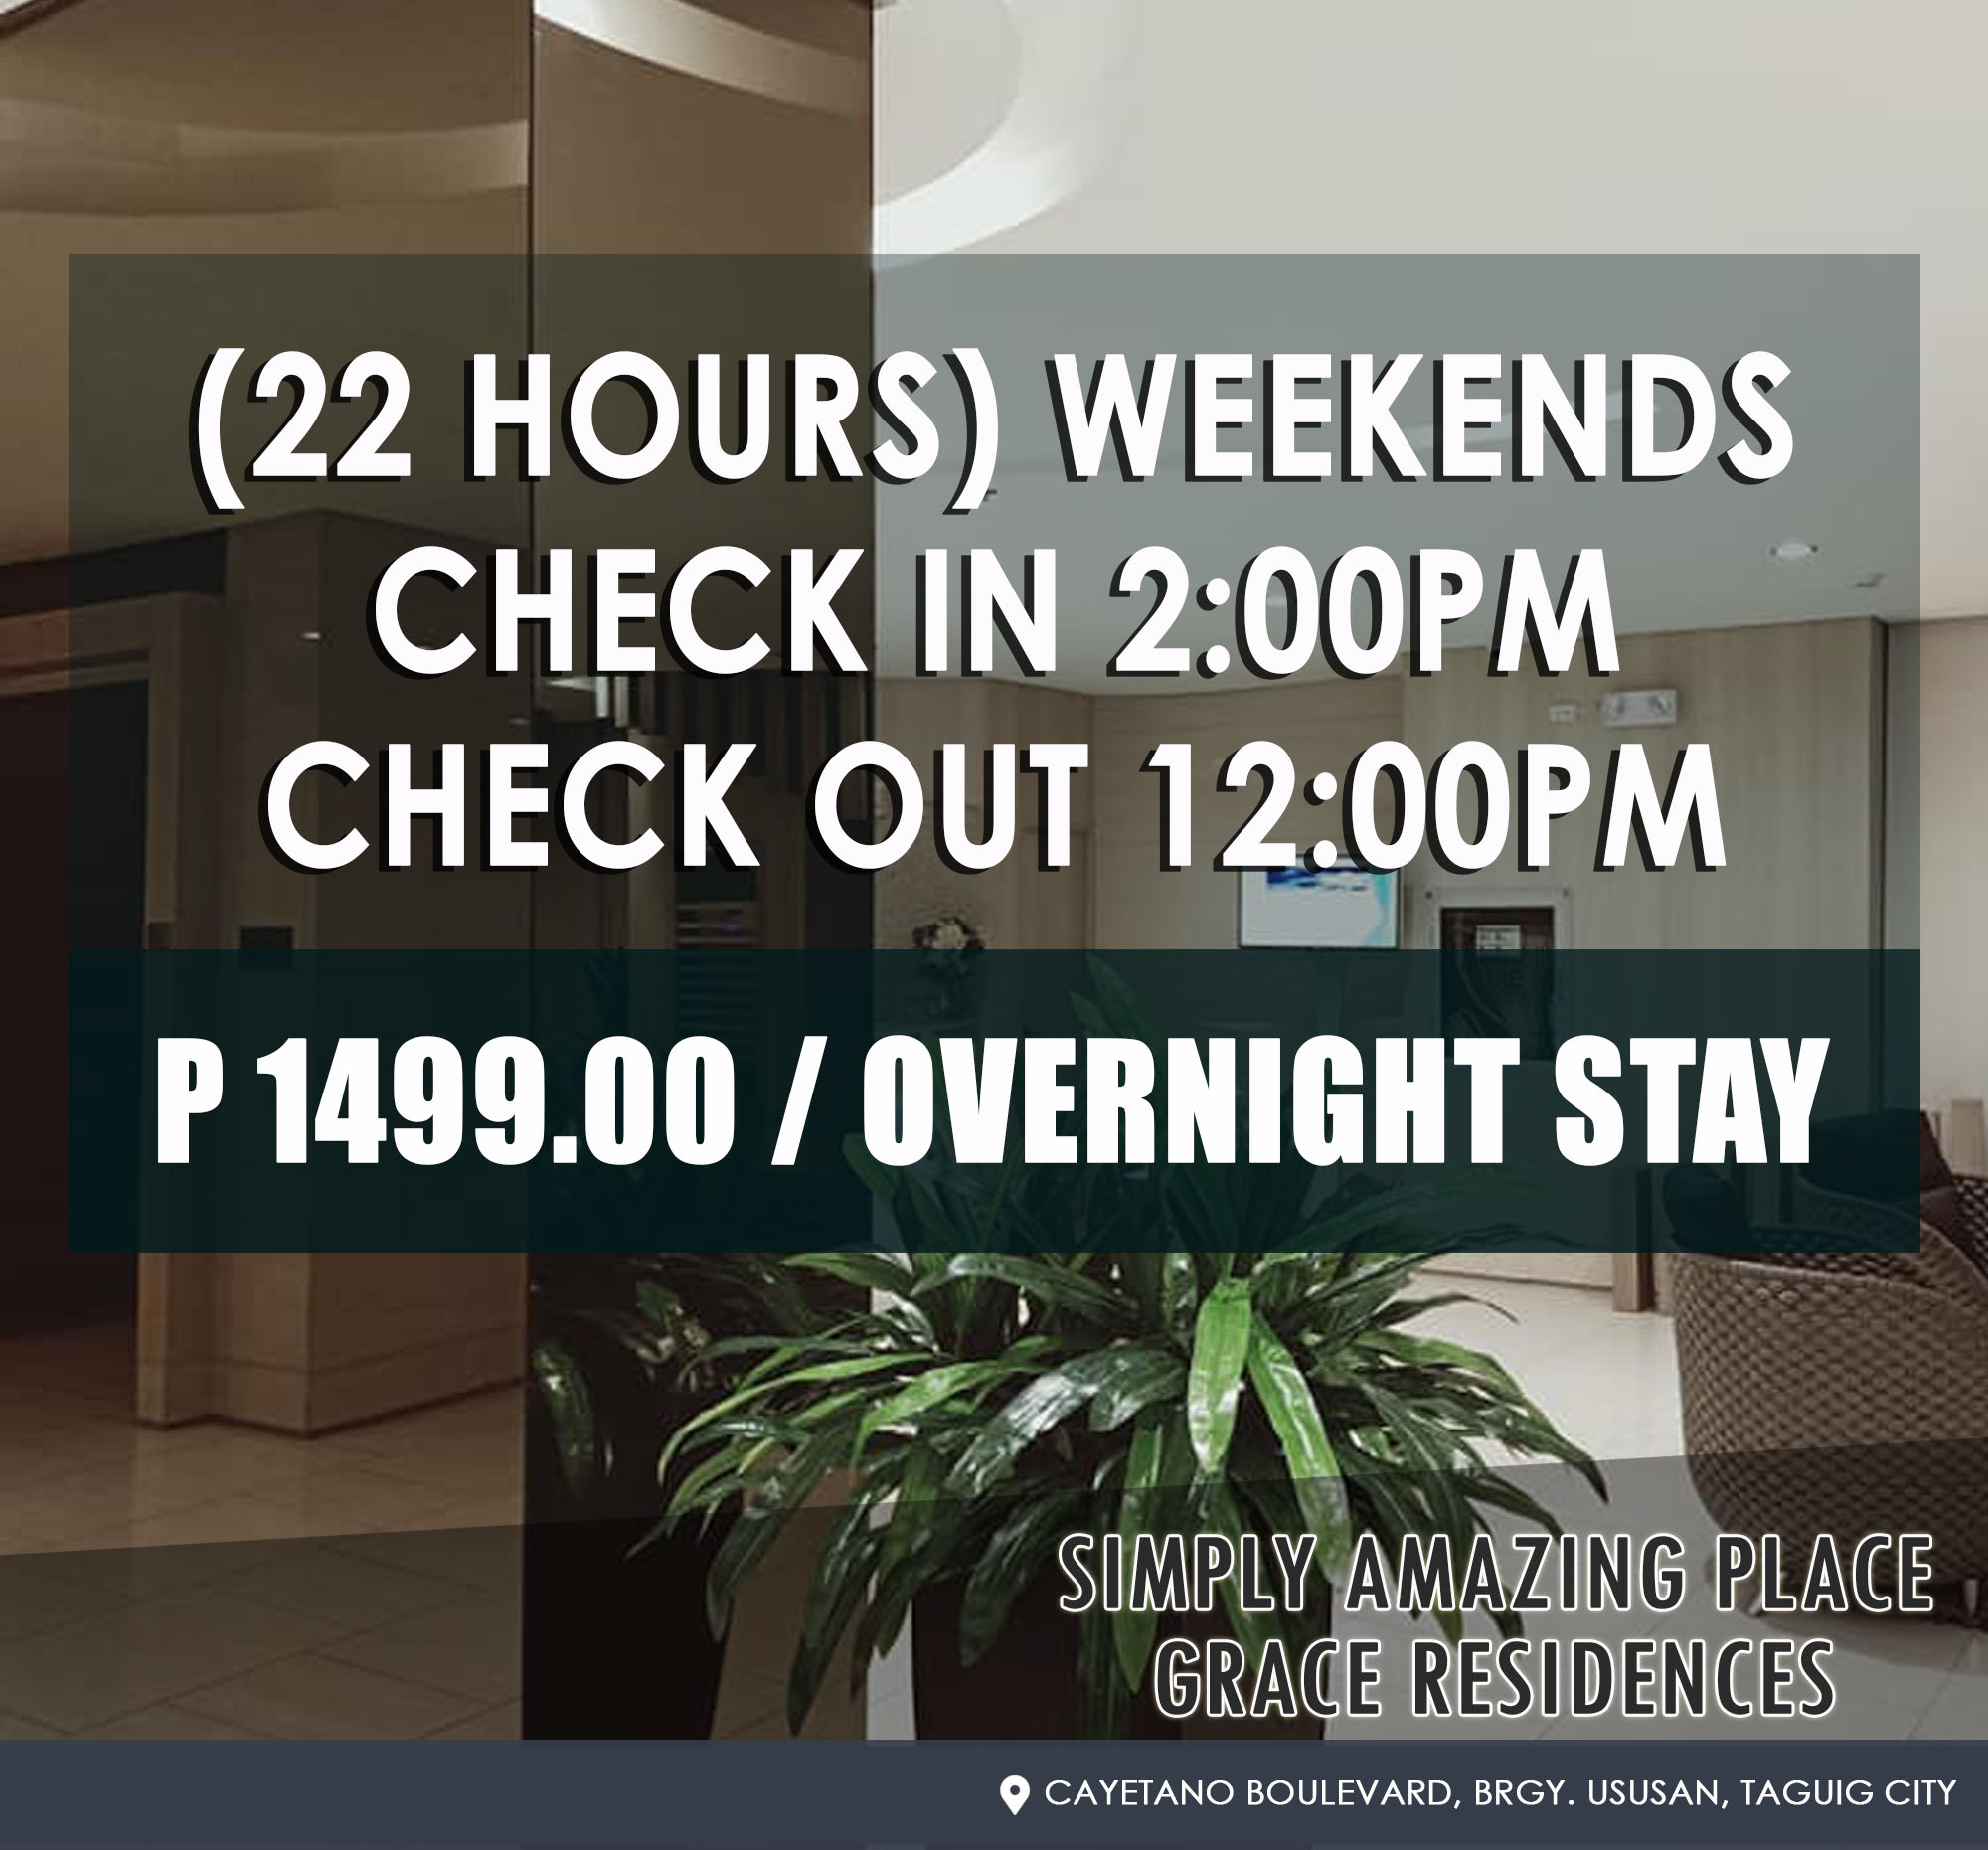 (22 HOURS) WEEKENDS
CHECK IN 2:00PM
CHECK OUT 12:00PM
P 1499.00 / OVERNIGHT STAY
SIMPLY AMAZING PLACE
GRACE RESIDENCES
CAYETANO BOULEVARD, BRGY. USUSAN, TAGUIG CITY